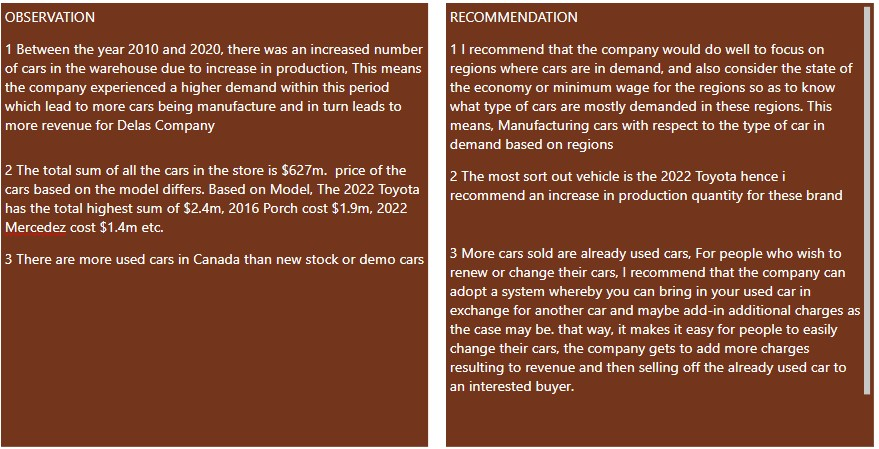 OBSERVATION
1 Between the year 2010 and 2020, there was an increased number
of cars in the warehouse due to increase in production, This means
the company experienced a higher demand within this period
which lead to more cars being manufacture and in turn leads to
more revenue for Delas Company
2 The total sum of all the cars in the store is $627m.  price of the
cars based on the model differs. Based on Model, The 2022 Toyota
has the total highest sum of $2.4m, 2016 Porch cost $1.9m, 2022
Mercedez cost $1.4m etc.
3 There are more used cars in Canada than new stock or demo cars
RECOMMENDATION
1 I recommend that the company would do well to focus on
regions where cars are in demand, and also consider the state of
the economy or minimum wage for the regions so as to know
what type of cars are mostly demanded in these regions. This
means, Manufacturing cars with respect to the type of car in
demand based on regions
2 The most sort out vehicle is the 2022 Toyota hence i
recommend an increase in production quantity for these brand
3 More cars sold are already used cars, For people who wish to
renew or change their cars, I recommend that the company can
adopt a system whereby you can bring in your used car in
exchange for another car and maybe add-in additional charges as
the case may be. that way, it makes it easy for people to easily
change their cars, the company gets to add more charges
resulting to revenue and then selling off the already used car to
an interested buyer.